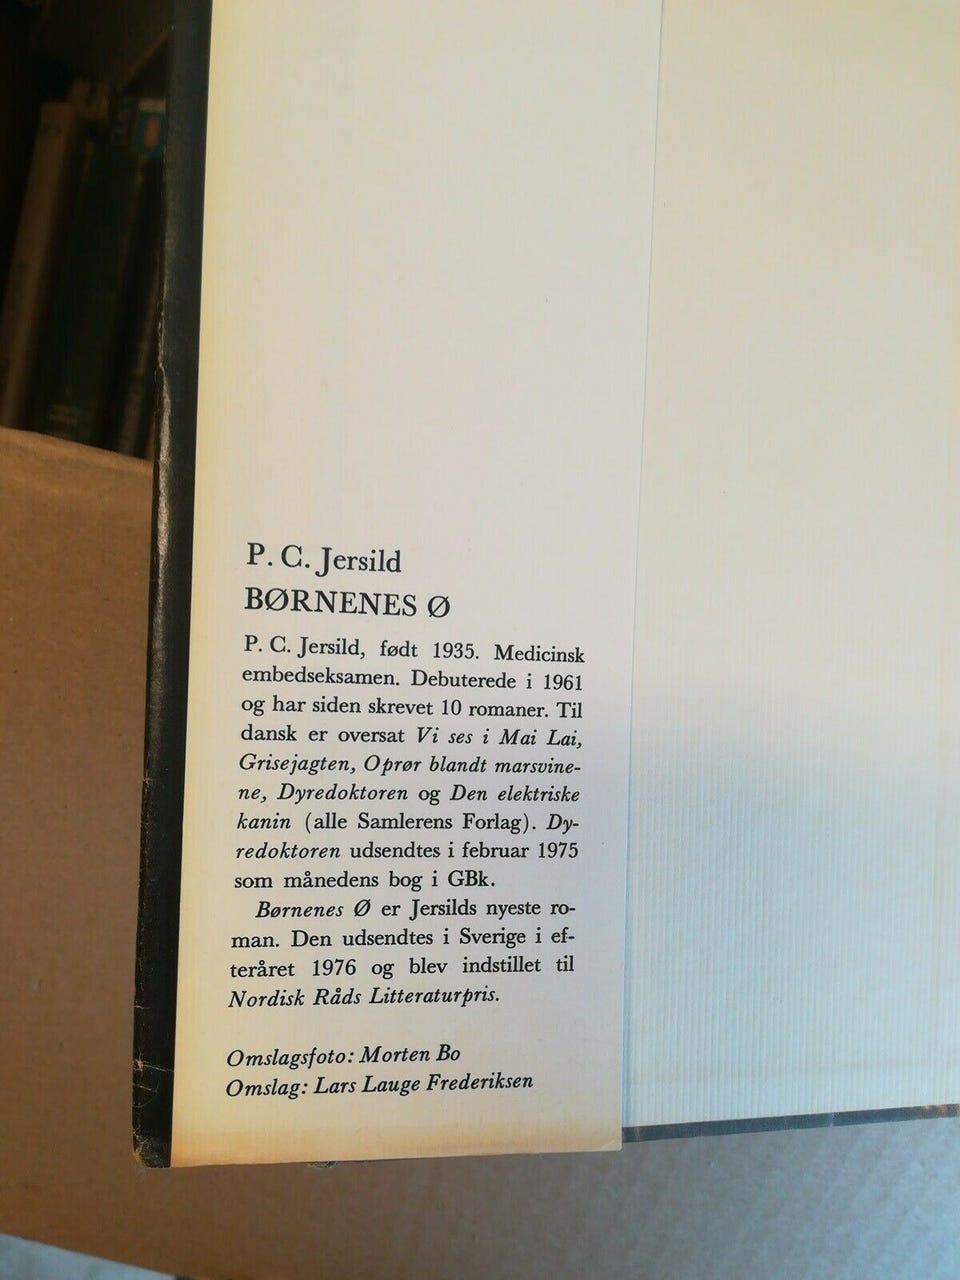 P. C. Jersild
BØRNENES Ø
P. C. Jersild, født 1935. Medicinsk
embedseksamen. Debuterede i 1961
og har siden skrevet 10 romaner. Til
dansk er oversat Vi ses i Mai Lai,
Grisejagten, Oprør blandt marsvine-
ne, Dyredoktoren og Den elektriske
kanin (alle Samlerens Forlag). Dy-
redoktoren udsendtes i februar 1975
som månedens bog i GBk.
Børnenes Ø er Jersilds nyeste ro-
man. Den udsendtes i Sverige i ef-
teråret 1976 og blev indstillet til
Nordisk Råds Litteraturpris.
Omslagsfoto: Morten Bo
Omslag: Lars Lauge Frederiksen